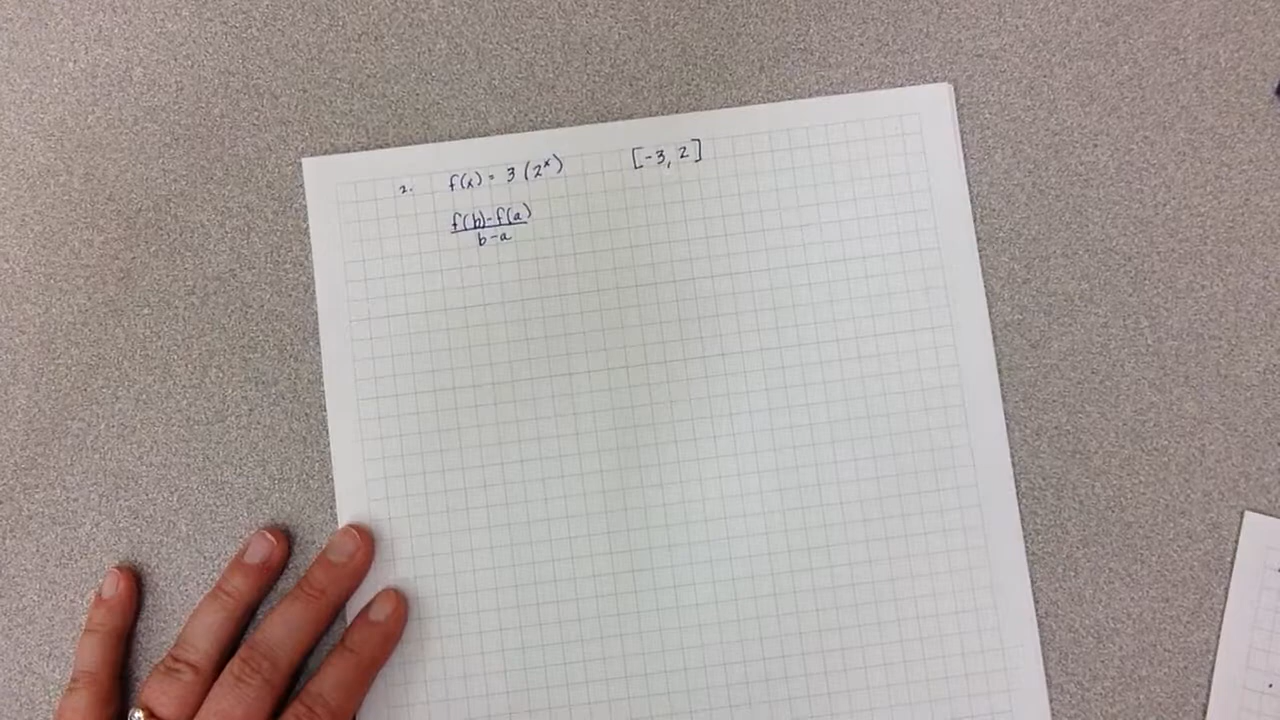 2. f(x) = 3(2^x) [-3, 2]
f(b)-f(a)
b-a